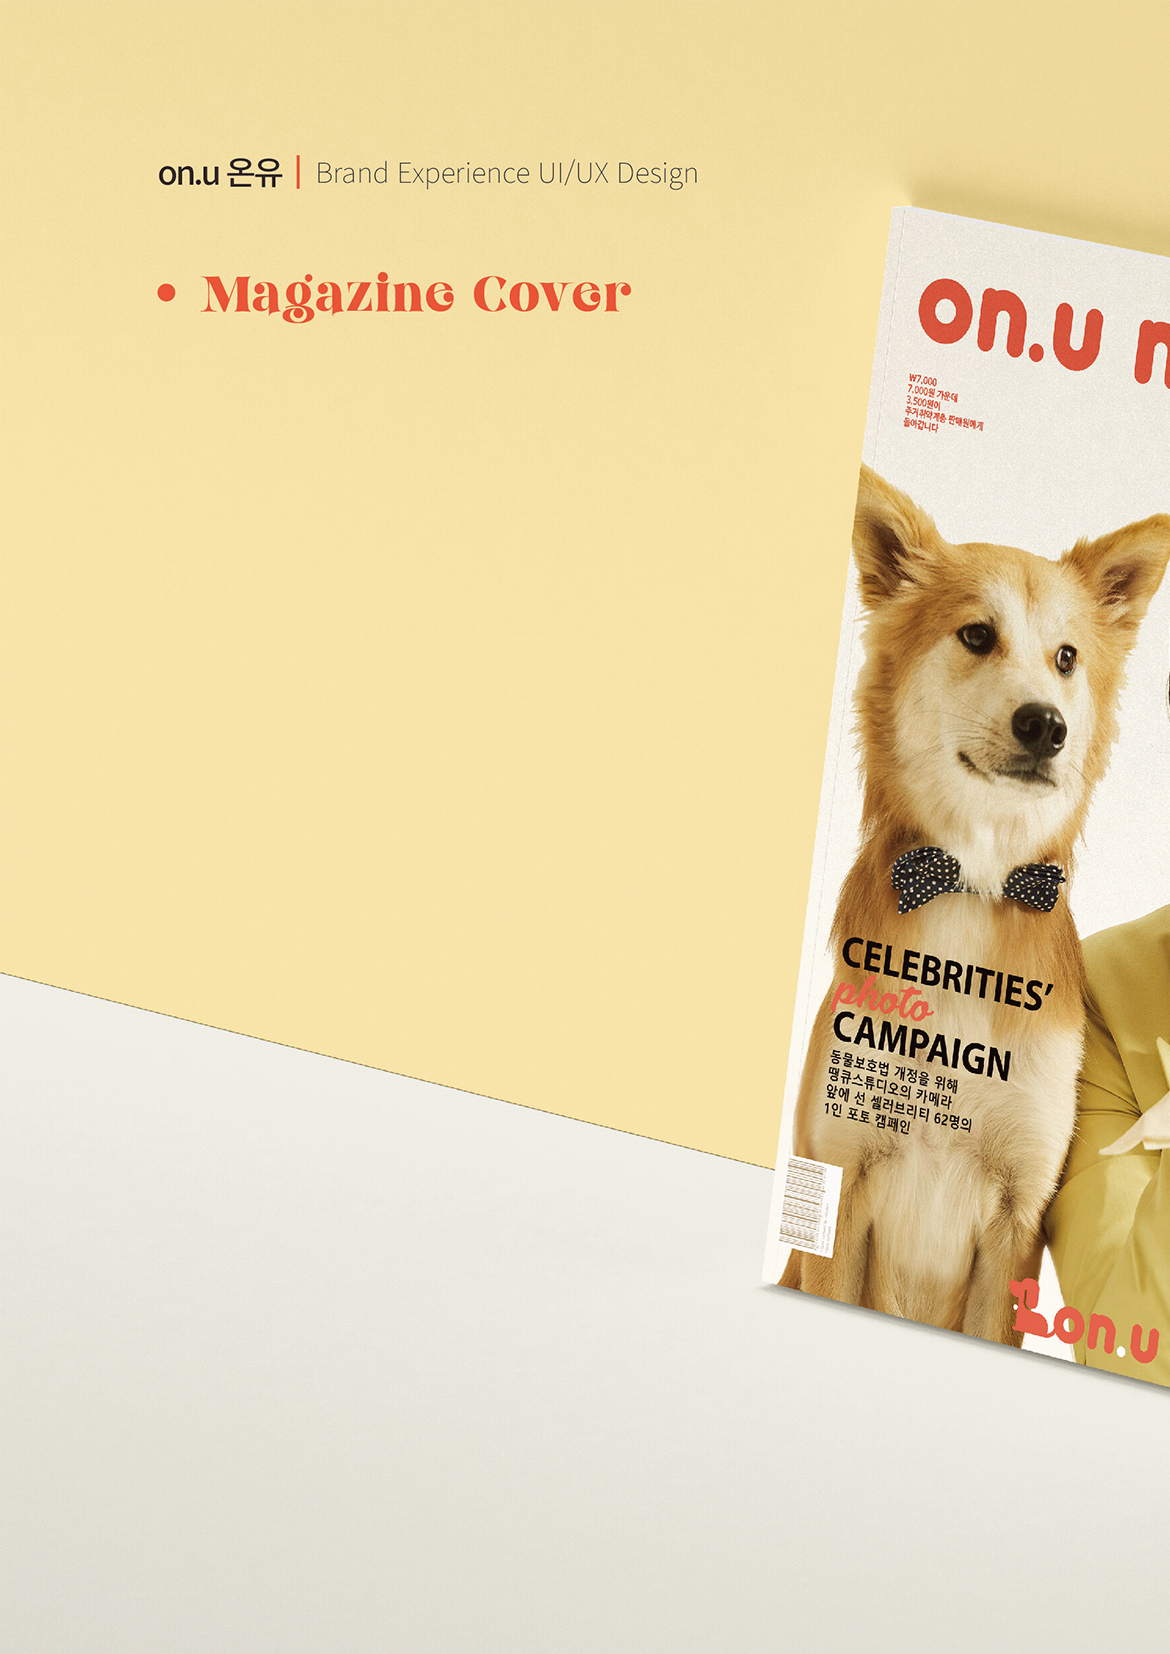 on.u 온유 | Brand Experience UI/UX Design
• Magazine Cover
on.u
₩7,000
7,000원 가운데
3,500원이
주거취약계층 판매원에게
돌아갑니다
CELEBRITIES'
photo
CAMPAIGN
동물보호법 개정을 위해
땡큐스튜디오의 카메라
앞에 선 셀러브리티 62명의
1인 포토 캠페인
on.u